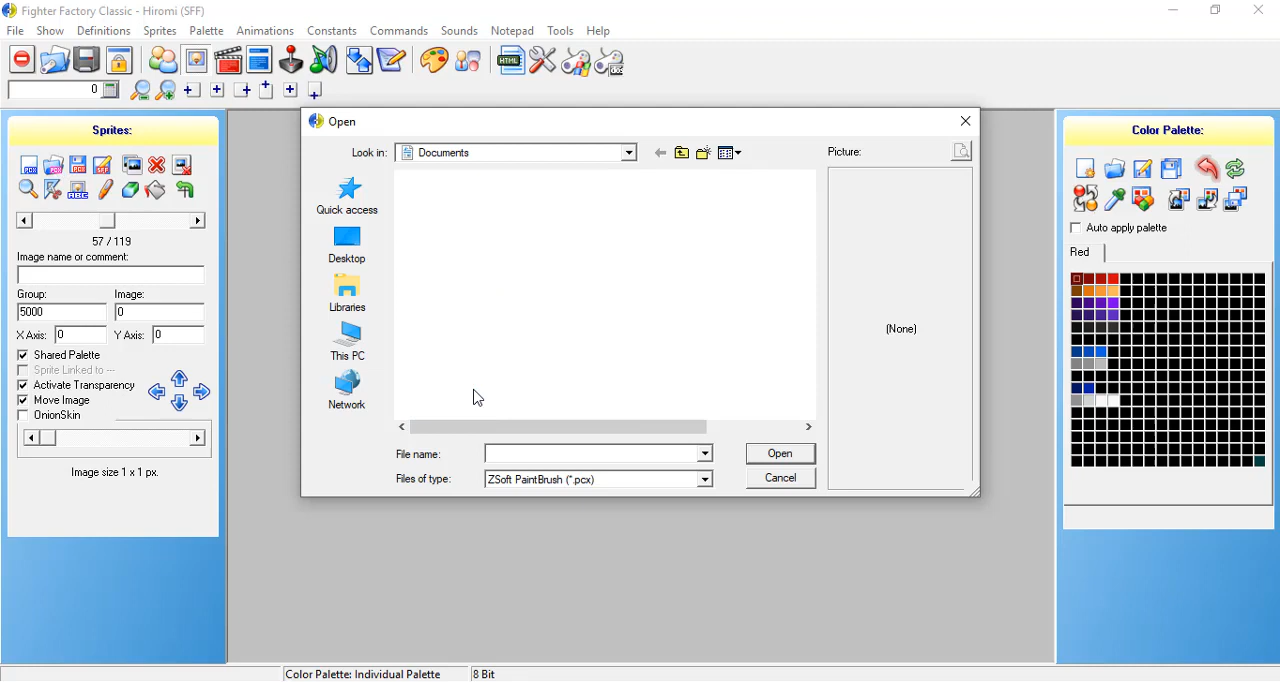 Fighter Factory Classic - Hiromi (SFF)
File Show Definitions Sprites Palette Animations Constants Commands Sounds Notepad Tools Help
0
Sprites:
57 / 119
Image name or comment:
Group: Image:
5000 0
X Axis: 0 Y Axis: 0
Shared Palette
Sprite Linked to ---
Activate Transparency
Move Image
OnionSkin
Image size 1 x 1 px.
Open
Look in: Documents
Picture:
Quick access
Desktop
Libraries
This PC
Network
(None)
File name:
Open
Files of type: ZSoft PaintBrush (*.pcx)
Cancel
Color Palette:
Auto apply palette
Red
Color Palette: Individual Palette 8 Bit